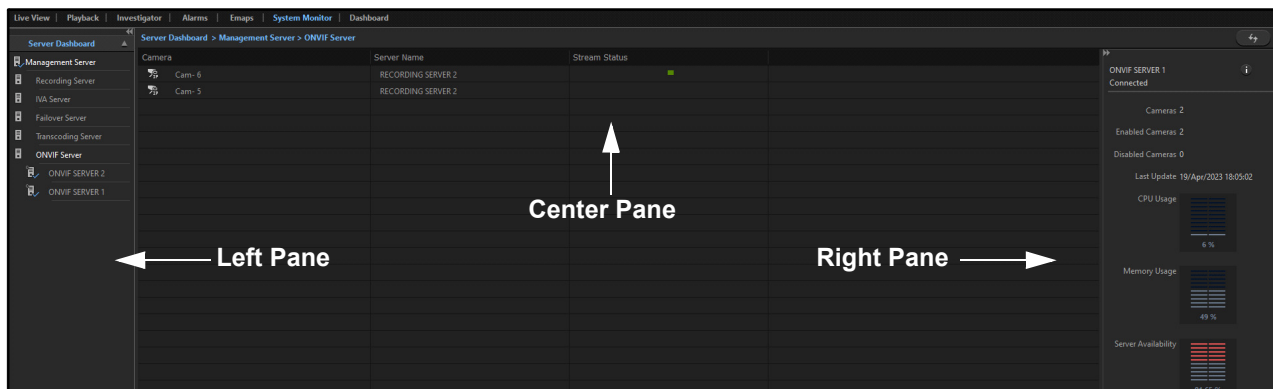 Live View | Playback | Investigator | Alarms | Emaps | System Monitor | Dashboard
Server Dashboard
Server Dashboard > Management Server > ONVIF Server
Management Server
Recording Server
IVA Server
Failover Server
Transcoding Server
ONVIF Server
ONVIF SERVER 2
ONVIF SERVER 1
Camera Server Name Stream Status
Cam- 6 RECORDING SERVER 2
Cam- 5 RECORDING SERVER 2
Center Pane
Left Pane
Right Pane
ONVIF SERVER 1
Connected
Cameras 2
Enabled Cameras 2
Disabled Cameras 0
Last Update 19/Apr/2023 18:05:02
CPU Usage
6 %
Memory Usage
49 %
Server Availability